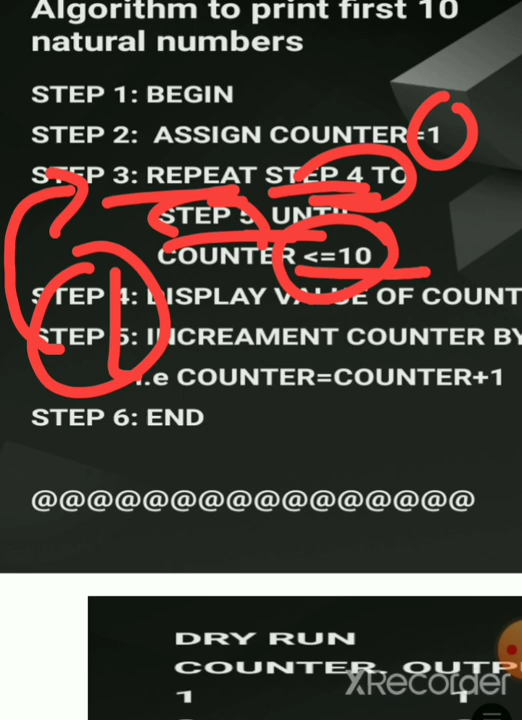 Algorithm to print first 10
natural numbers
STEP 1: BEGIN
STEP 2: ASSIGN COUNTER=1
STEP 3: REPEAT STEP 4 TO
STEP 5 UNTIL
COUNTER <=10
STEP 4: DISPLAY VALUE OF COUNT
STEP 5: INCREAMENT COUNTER BY
i.e COUNTER=COUNTER+1
STEP 6: END
@@@@@@@@@@@@@@@@
DRY RUN
COUNTER OUTP
XRecorder
1 1